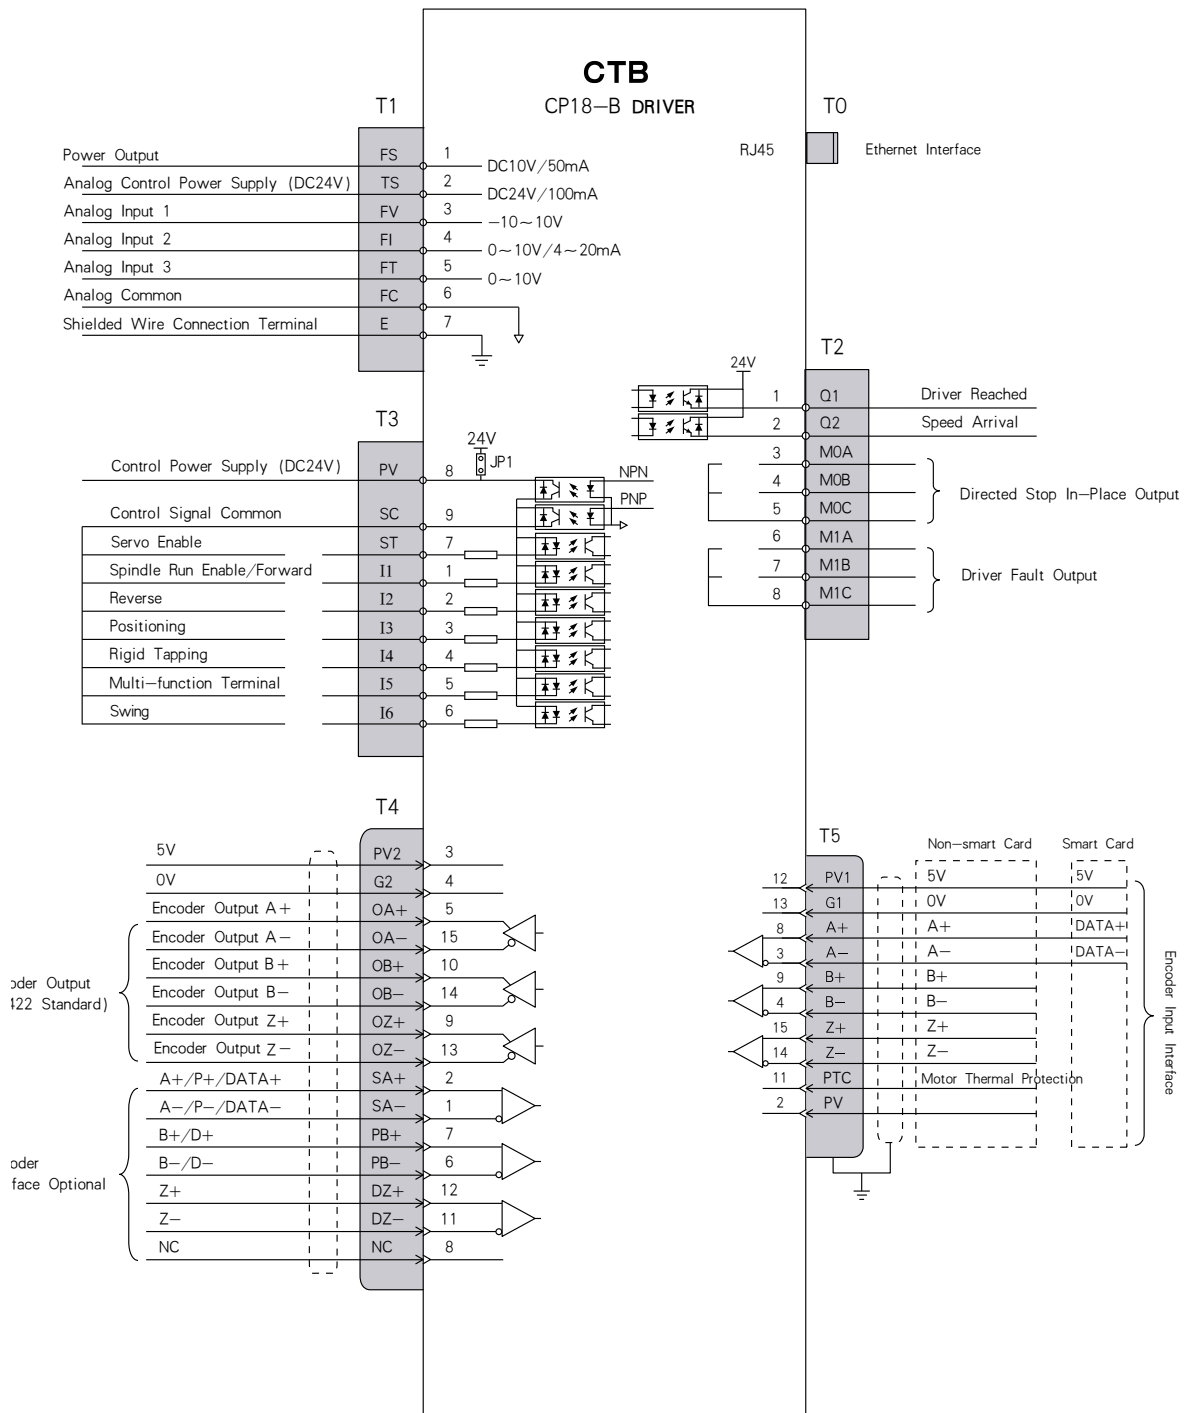 CTB
CP18-B DRIVER
T1
Power Output FS 1 DC10V/50mA
Analog Control Power Supply (DC24V) TS 2 DC24V/100mA
Analog Input 1 FV 3 -10~10V
Analog Input 2 FI 4 0~10V/4~20mA
Analog Input 3 FT 5 0~10V
Analog Common FC 6
Shielded Wire Connection Terminal E 7
T0
RJ45 Ethernet Interface
T2
24V
1 Q1 Driver Reached
2 Q2 Speed Arrival
3 M0A
4 M0B
5 M0C
Directed Stop In-Place Output
6 M1A
7 M1B
8 M1C
Driver Fault Output
T3
24V
JP1
Control Power Supply (DC24V) PV 8
NPN
PNP
Control Signal Common SC 9
Servo Enable ST 7
Spindle Run Enable/Forward I1 1
Reverse I2 2
Positioning I3 3
Rigid Tapping I4 4
Multi-function Terminal I5 5
Swing I6 6
T4
5V PV2 3
0V G2 4
Encoder Output A+ OA+ 5
Encoder Output A- OA- 15
Encoder Output B+ OB+ 10
Encoder Output B- OB- 14
Encoder Output Z+ OZ+ 9
Encoder Output Z- OZ- 13
oder Output
422 Standard)
A+/P+/DATA+ SA+ 2
A-/P-/DATA- SA- 1
B+/D+ PB+ 7
B-/D- PB- 6
Z+ DZ+ 12
Z- DZ- 11
NC NC 8
oder
face Optional
T5
Non-smart Card Smart Card
12 PV1 5V 5V
13 G1 0V 0V
8 A+ A+ DATA+
3 A- A- DATA-
9 B+ B+
4 B- B-
15 Z+ Z+
14 Z- Z-
11 PTC Motor Thermal Protection
2 PV
Encoder Input Interface